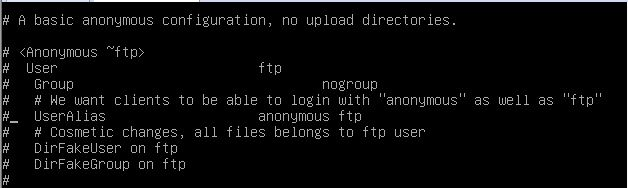 # A basic anonymous configuration, no upload directories.
# <Anonymous ~ftp>
#  User                         ftp
#   Group                                nogroup
#   # We want clients to be able to login with "anonymous" as well as "ftp"
#_  UserAlias                    anonymous ftp
#   # Cosmetic changes, all files belongs to ftp user
#   DirFakeUser on ftp
#   DirFakeGroup on ftp
#